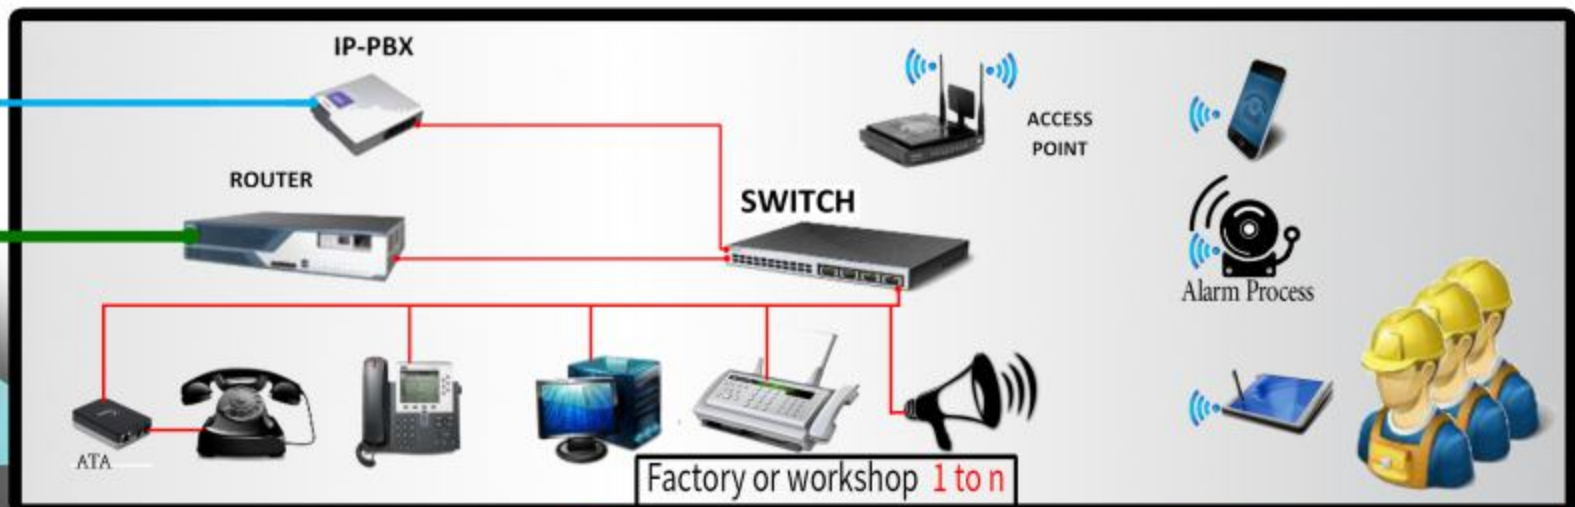 IP-PBX
ACCESS
POINT
ROUTER
SWITCH
Alarm Process
ATA
Factory or workshop 1 to n